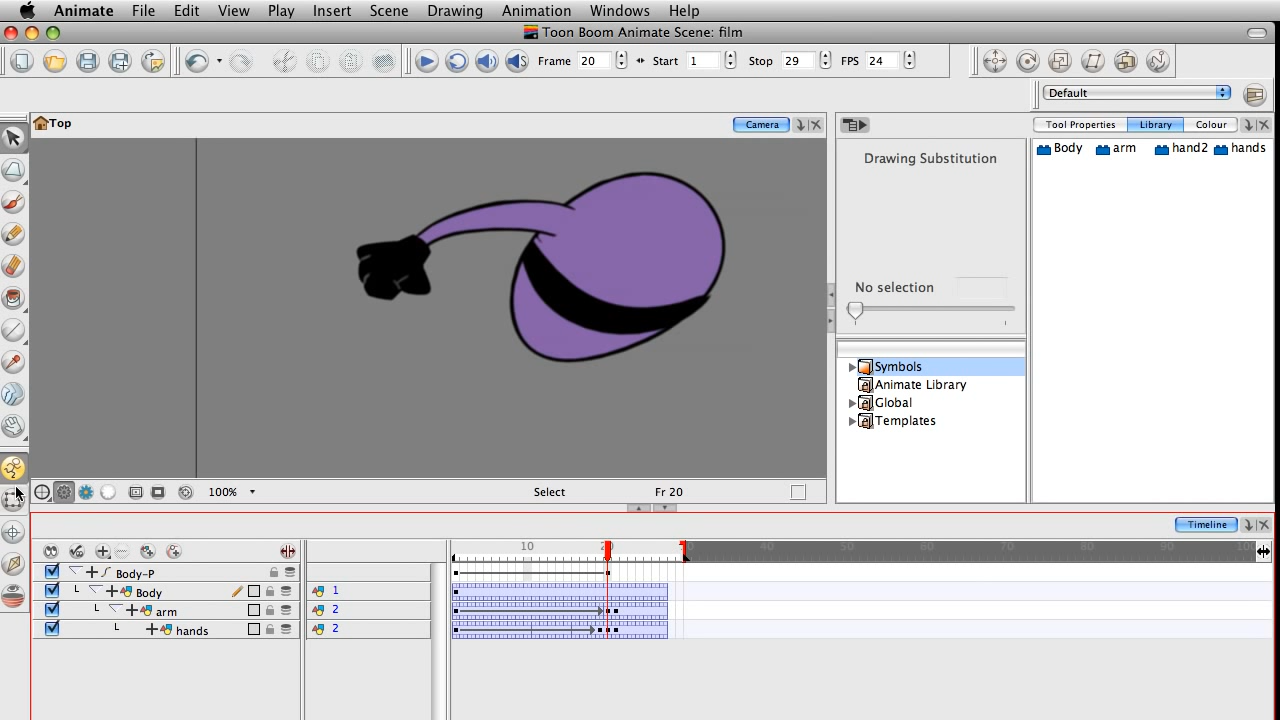 Animate File Edit View Play Insert Scene Drawing Animation Windows Help
Toon Boom Animate Scene: film
Frame 20 Start 1 Stop 29 FPS 24
Default
Top Camera Tool Properties Library Colour
Body arm hand2 hands
Drawing Substitution
No selection
Symbols
Animate Library
Global
Templates
100% Select Fr 20
Timeline
10 20 40 50 60 70 80 90
Body-P
Body 1
arm 2
hands 2